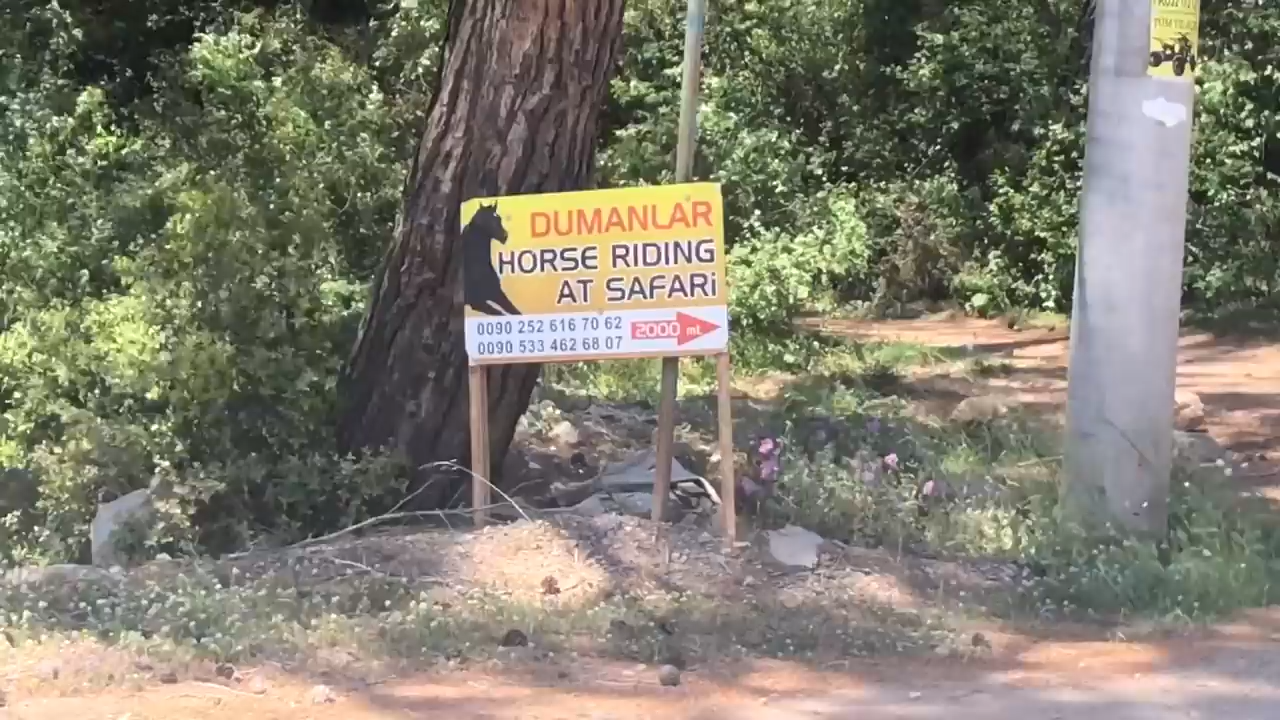 DUMANLAR
HORSE RIDING
AT SAFARİ
0090 252 616 70 62
0090 533 462 68 07
2000 mt.